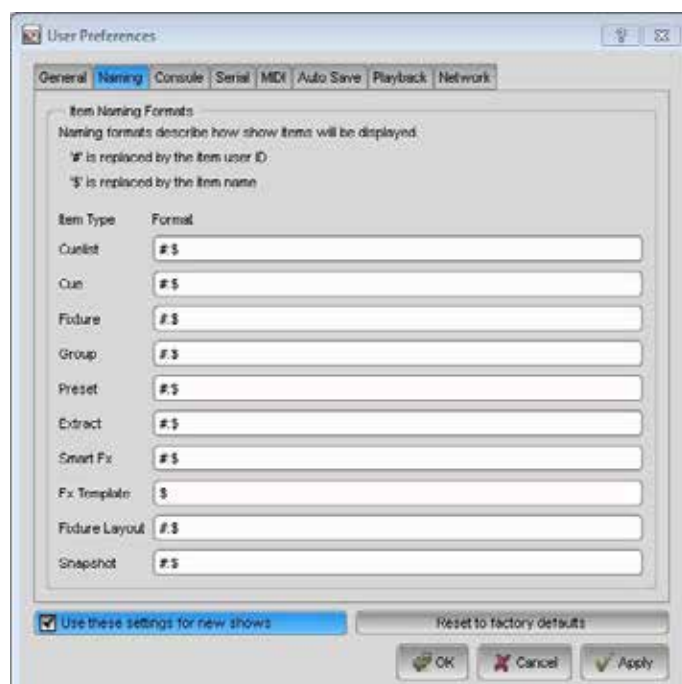 User Preferences
General Naming Console Serial MIDI Auto Save Playback Network
Item Naming Formats
Naming formats describe how show items will be displayed
'#' is replaced by the item user ID
'$' is replaced by the item name
Item Type Format
Cuelist #:$
Cue #:$
Fixture #:$
Group #:$
Preset #:$
Extract #:$
Smart Fx #:$
Fx Template $
Fixture Layout #:$
Snapshot #:$
Use these settings for new shows Reset to factory defaults
OK Cancel Apply